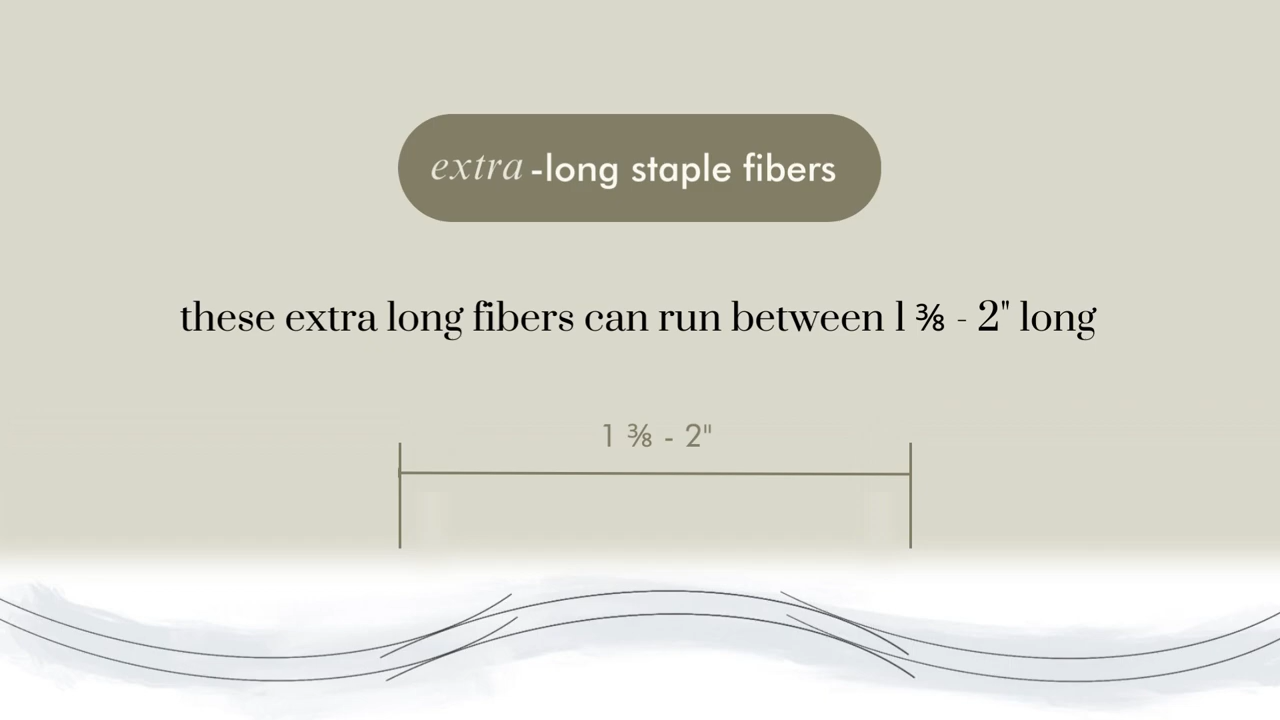 extra -long staple fibers
these extra long fibers can run between 1 ⅜ - 2" long
1 ⅜ - 2"